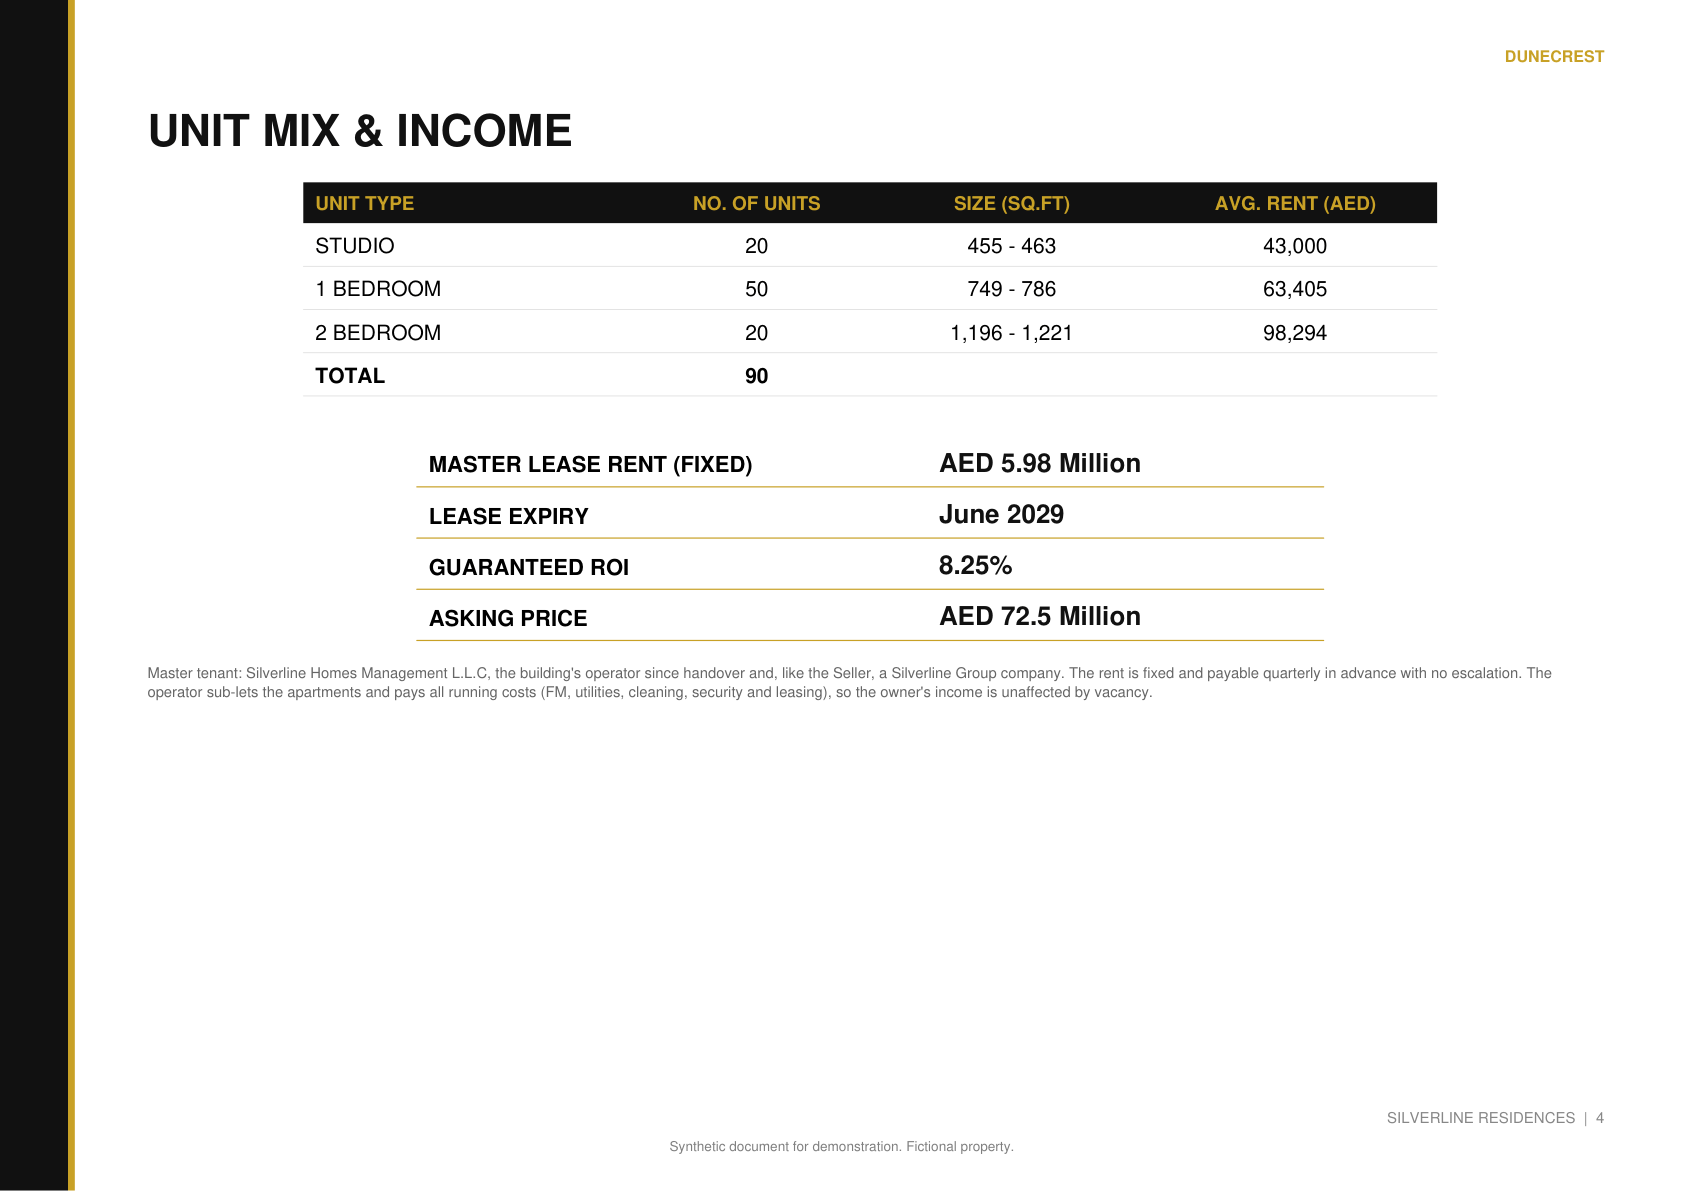 DUNECREST
UNIT MIX & INCOME
UNIT TYPE NO. OF UNITS SIZE (SQ.FT) AVG. RENT (AED)
STUDIO 20 455 - 463 43,000
1 BEDROOM 50 749 - 786 63,405
2 BEDROOM 20 1,196 - 1,221 98,294
TOTAL 90
MASTER LEASE RENT (FIXED) AED 5.98 Million
LEASE EXPIRY June 2029
GUARANTEED ROI 8.25%
ASKING PRICE AED 72.5 Million
Master tenant: Silverline Homes Management L.L.C, the building's operator since handover and, like the Seller, a Silverline Group company. The rent is fixed and payable quarterly in advance with no escalation. The
operator sub-lets the apartments and pays all running costs (FM, utilities, cleaning, security and leasing), so the owner's income is unaffected by vacancy.
SILVERLINE RESIDENCES | 4
Synthetic document for demonstration. Fictional property.